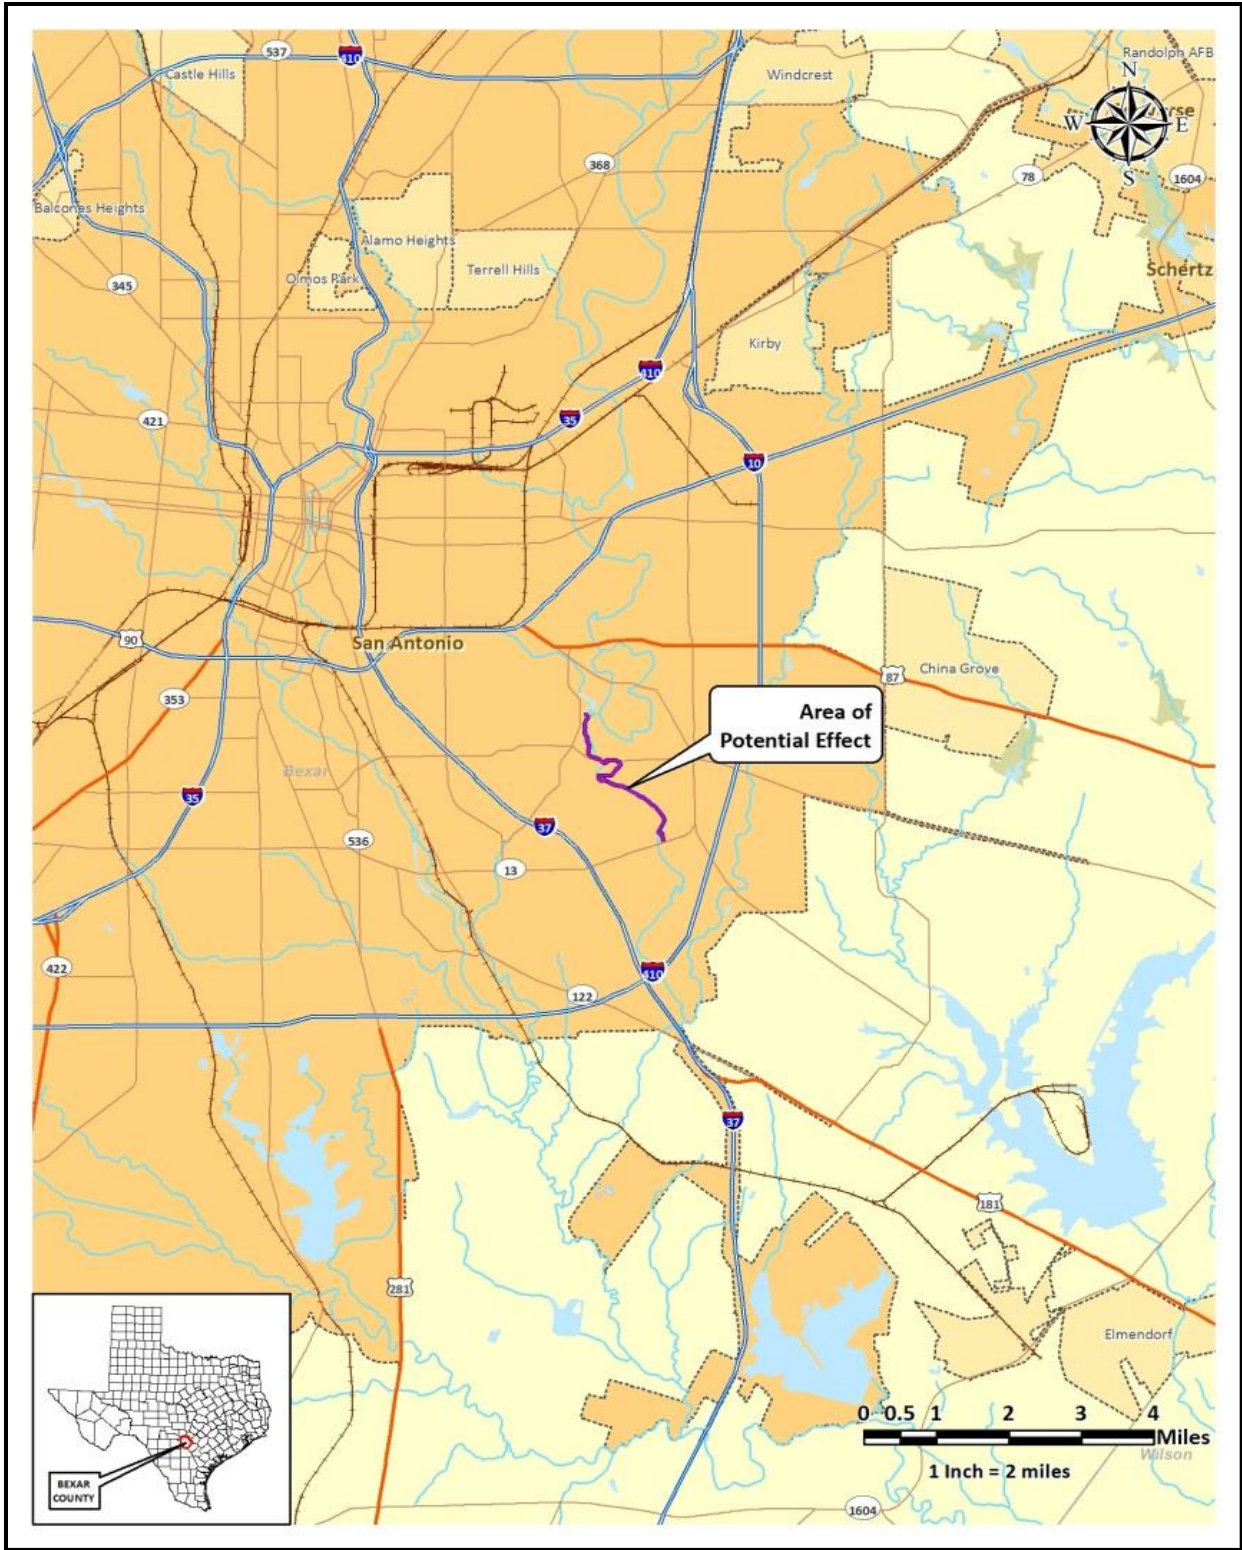 537
410
Castle Hills
Windcrest
Randolph AFB
N
W
E
S
368
78
1604
Balcones Heights
Alamo Heights
Terrell Hills
Olmos Park
345
Schertz
Kirby
410
35
421
10
90
San Antonio
353
87
China Grove
Area of
Potential Effect
Bexar
35
37
536
13
422
410
122
37
181
281
Elmendorf
BEXAR
COUNTY
0 0.5 1 2 3 4
Miles
Wilson
1 Inch = 2 miles
1604